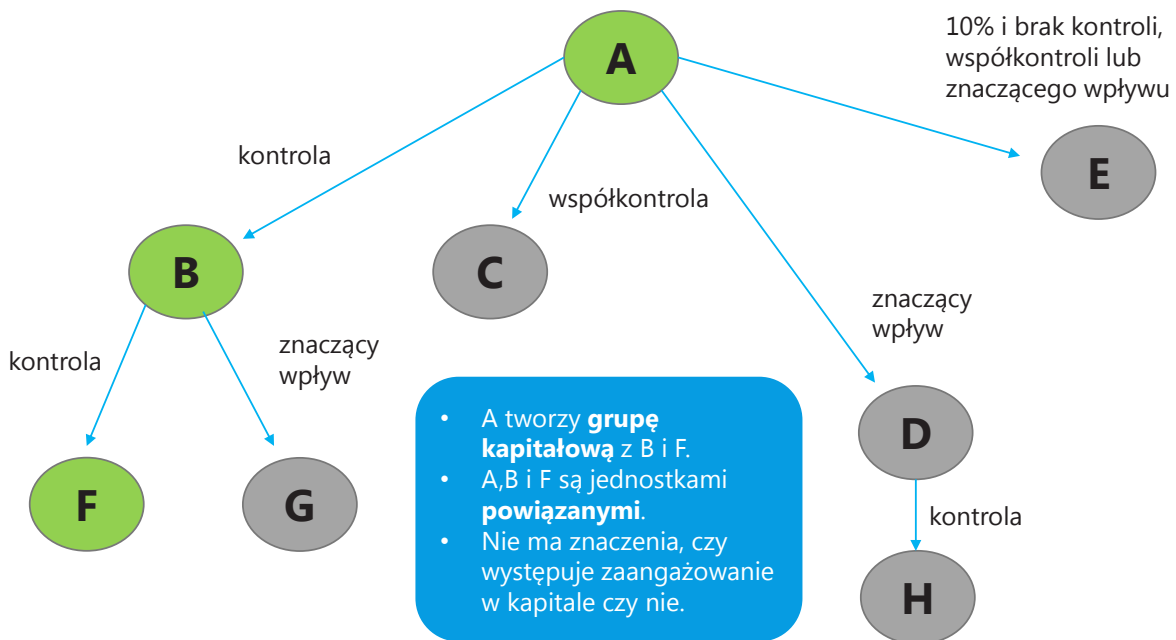 A
10% i brak kontroli,
współkontroli lub
znaczącego wpływu
E
kontrola
współkontrola
B
C
znaczący
wpływ
kontrola
znaczący
wpływ
D
F
G
• A tworzy grupę
kapitałową z B i F.
• A,B i F są jednostkami
powiązanymi.
• Nie ma znaczenia, czy
występuje zaangażowanie
w kapitale czy nie.
kontrola
H